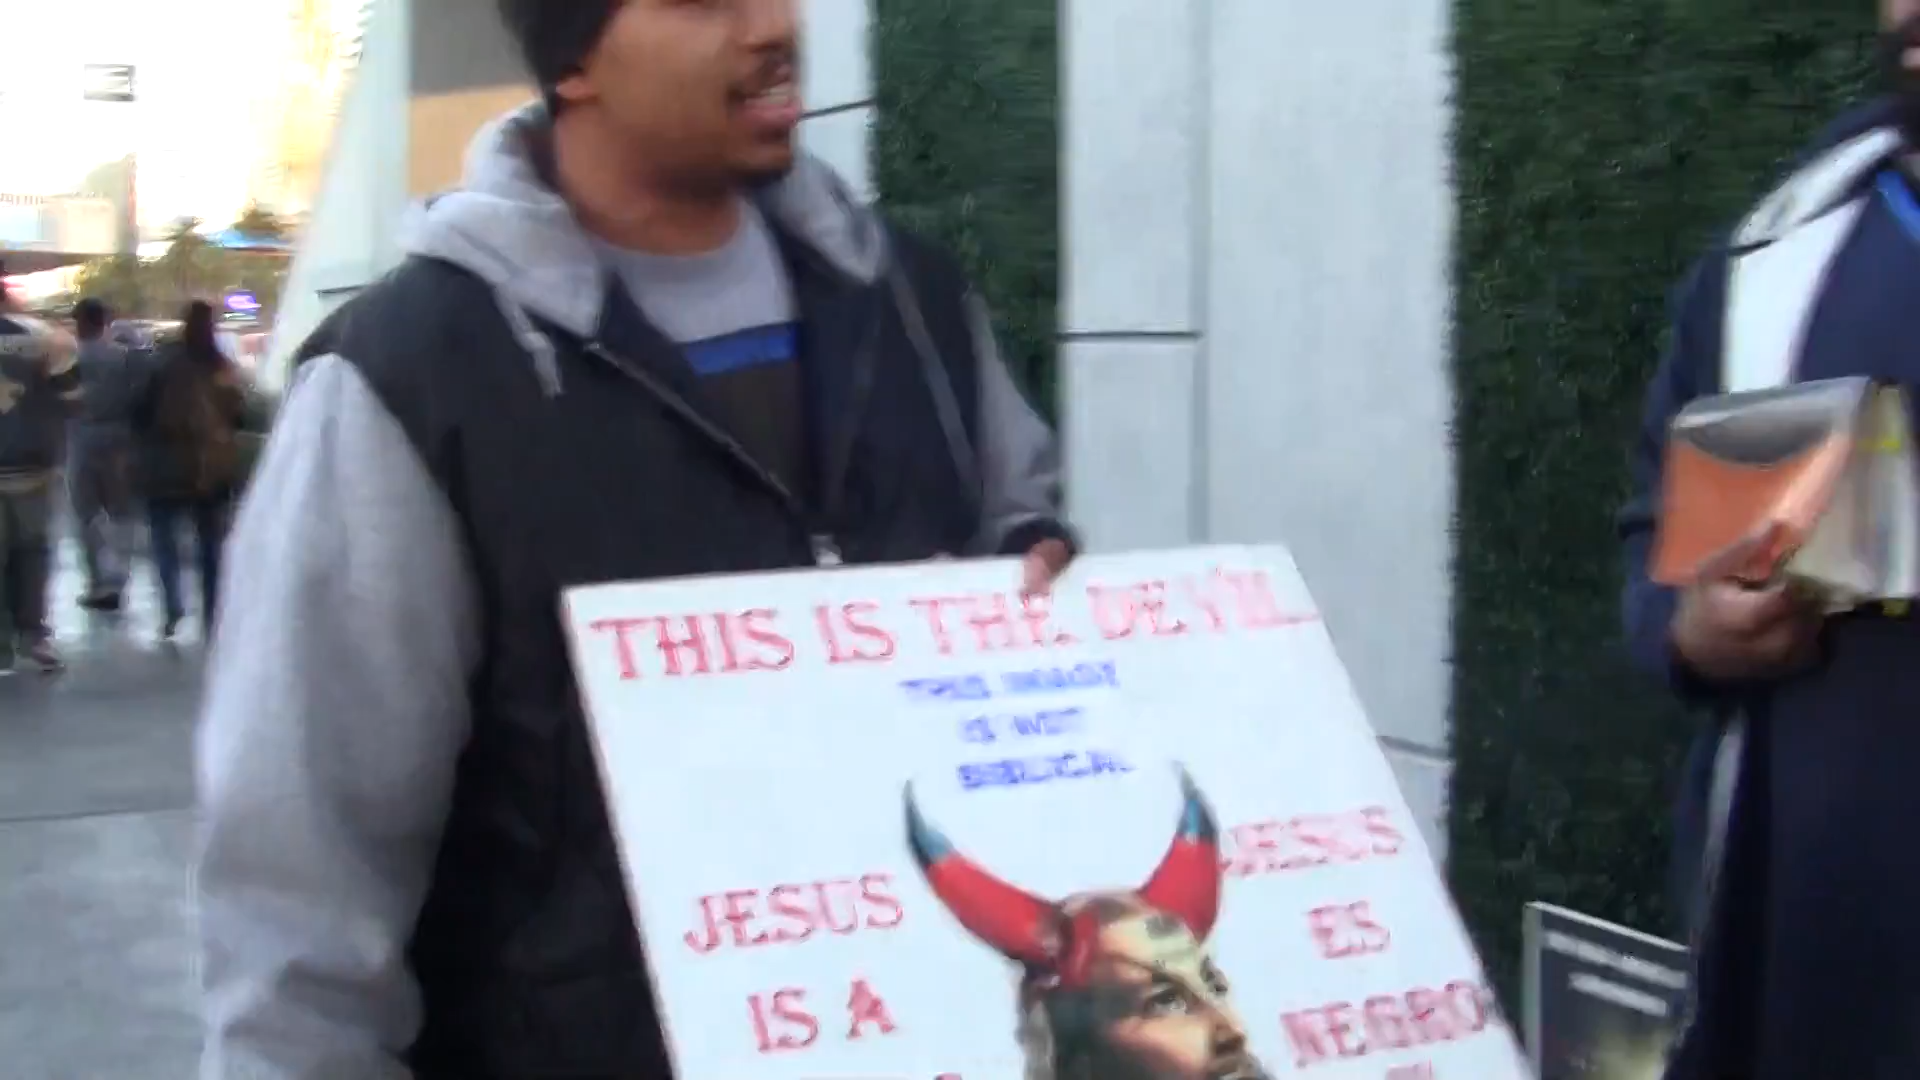 THIS IS THE DEVIL
THIS IMAGE
IS NOT
BIBLICAL
JESUS
IS A
JESUS
ES
NEGRO